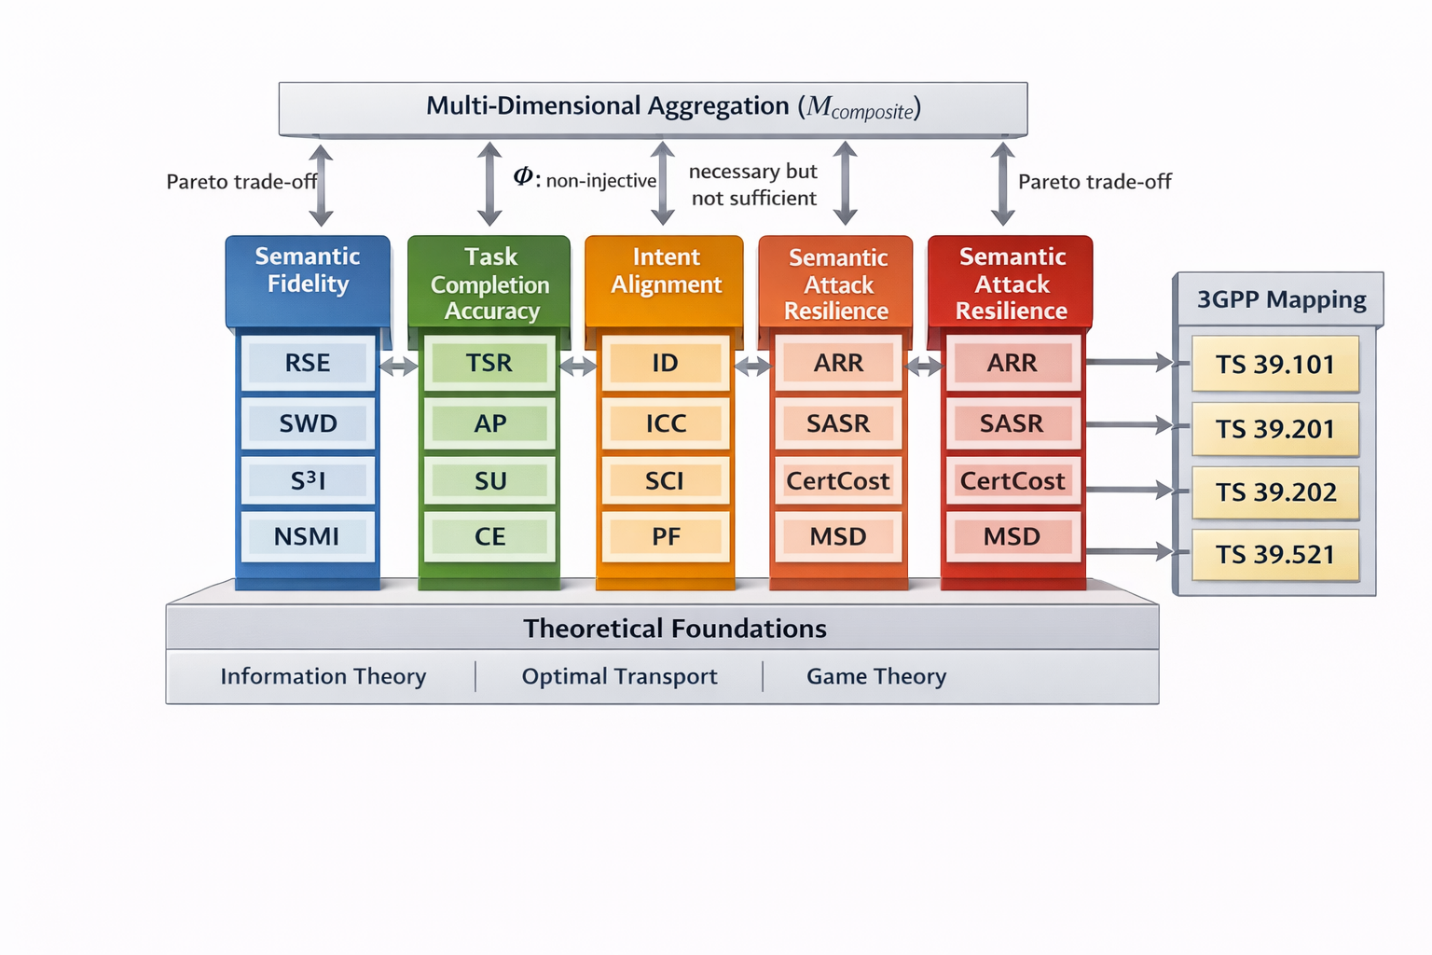 Multi-Dimensional Aggregation (M_composite)
Pareto trade-off
Φ: non-injective
necessary but
not sufficient
Pareto trade-off
Semantic
Fidelity
RSE
SWD
S³I
NSMI
Task
Completion
Accuracy
TSR
AP
SU
CE
Intent
Alignment
ID
ICC
SCI
PF
Semantic
Attack
Resilience
ARR
SASR
CertCost
MSD
Semantic
Attack
Resilience
ARR
SASR
CertCost
MSD
3GPP Mapping
TS 39.101
TS 39.201
TS 39.202
TS 39.521
Theoretical Foundations
Information Theory | Optimal Transport | Game Theory